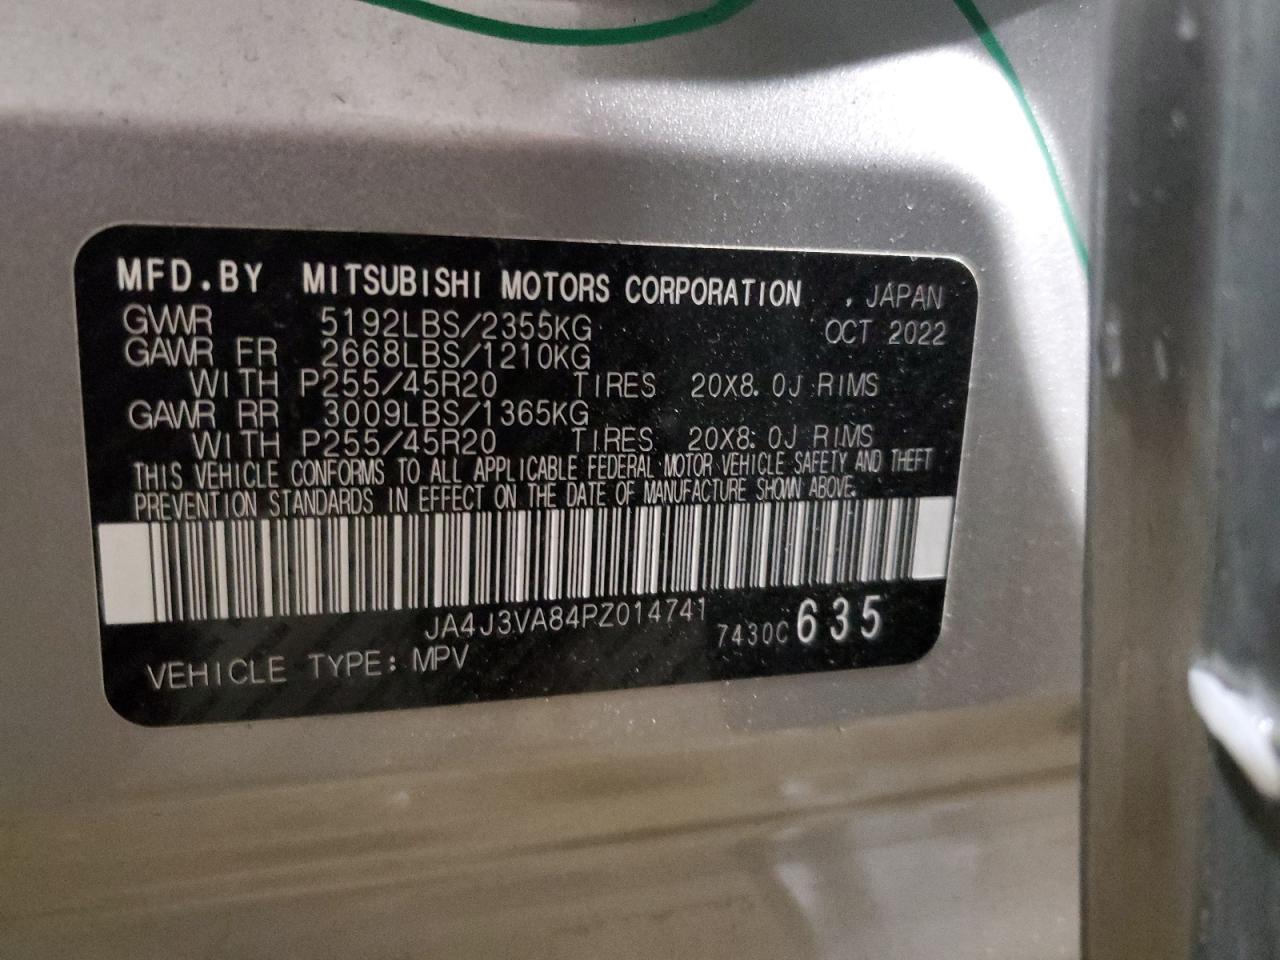 MFD.BY MITSUBISHI MOTORS CORPORATION , JAPAN
GVWR 5192LBS/2355KG OCT 2022
GAWR FR 2668LBS/1210KG
WITH P255/45R20 TIRES 20X8.0J RIMS
GAWR RR 3009LBS/1365KG
WITH P255/45R20 TIRES 20X8.0J RIMS
THIS VEHICLE CONFORMS TO ALL APPLICABLE FEDERAL MOTOR VEHICLE SAFETY AND THEFT
PREVENTION STANDARDS IN EFFECT ON THE DATE OF MANUFACTURE SHOWN ABOVE.
JA4J3VA84PZ014741 7430C 635
VEHICLE TYPE: MPV